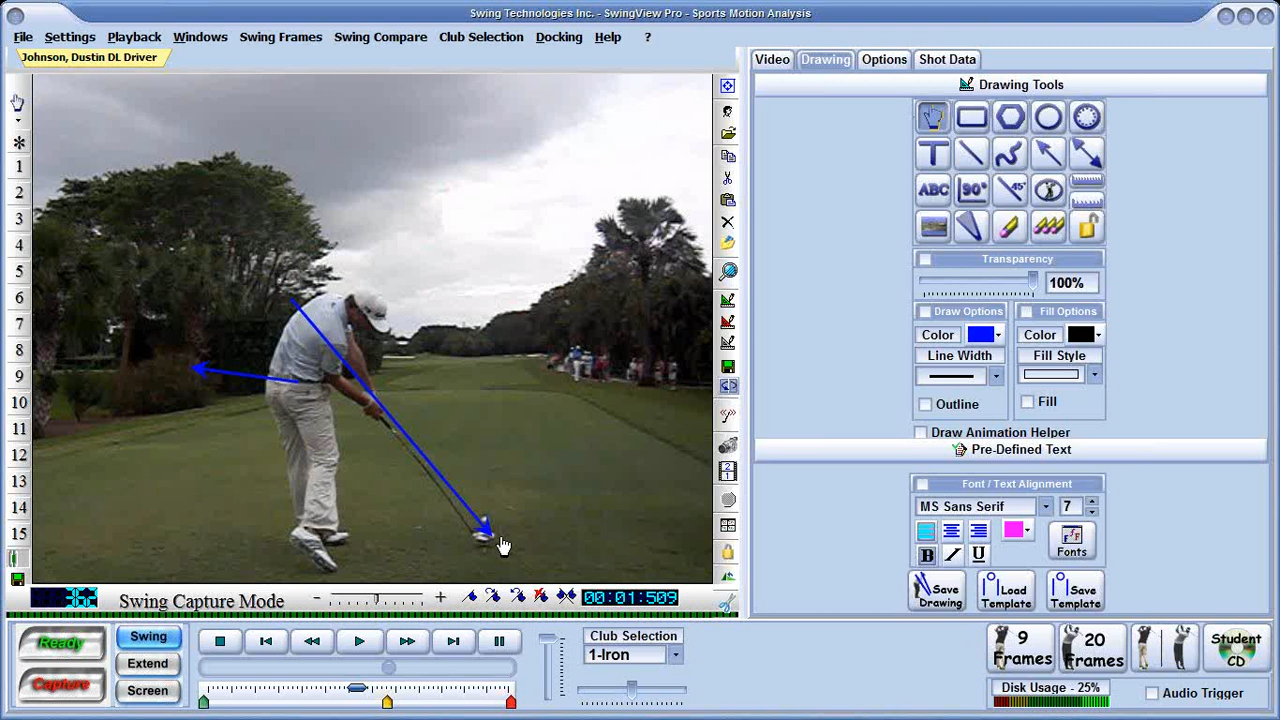 Swing Technologies Inc. - SwingView Pro - Sports Motion Analysis
File Settings Playback Windows Swing Frames Swing Compare Club Selection Docking Help ?
Johnson, Dustin DL Driver
Video Drawing Options Shot Data
Drawing Tools
1
2
3
4
5
6
7
8
9
10
11
12
13
14
15
T
ABC 90° 45°
Transparency
100%
Draw Options Fill Options
Color Color
Line Width Fill Style
Outline Fill
Draw Animation Helper
Pre-Defined Text
Font / Text Alignment
MS Sans Serif 7
B I U Fonts
Save Drawing
Load Template
Save Template
Swing Capture Mode - + 00:01:509
Ready Swing
Capture Extend
Screen
Club Selection
1-Iron
9 Frames
20 Frames
Student CD
Disk Usage - 25% Audio Trigger